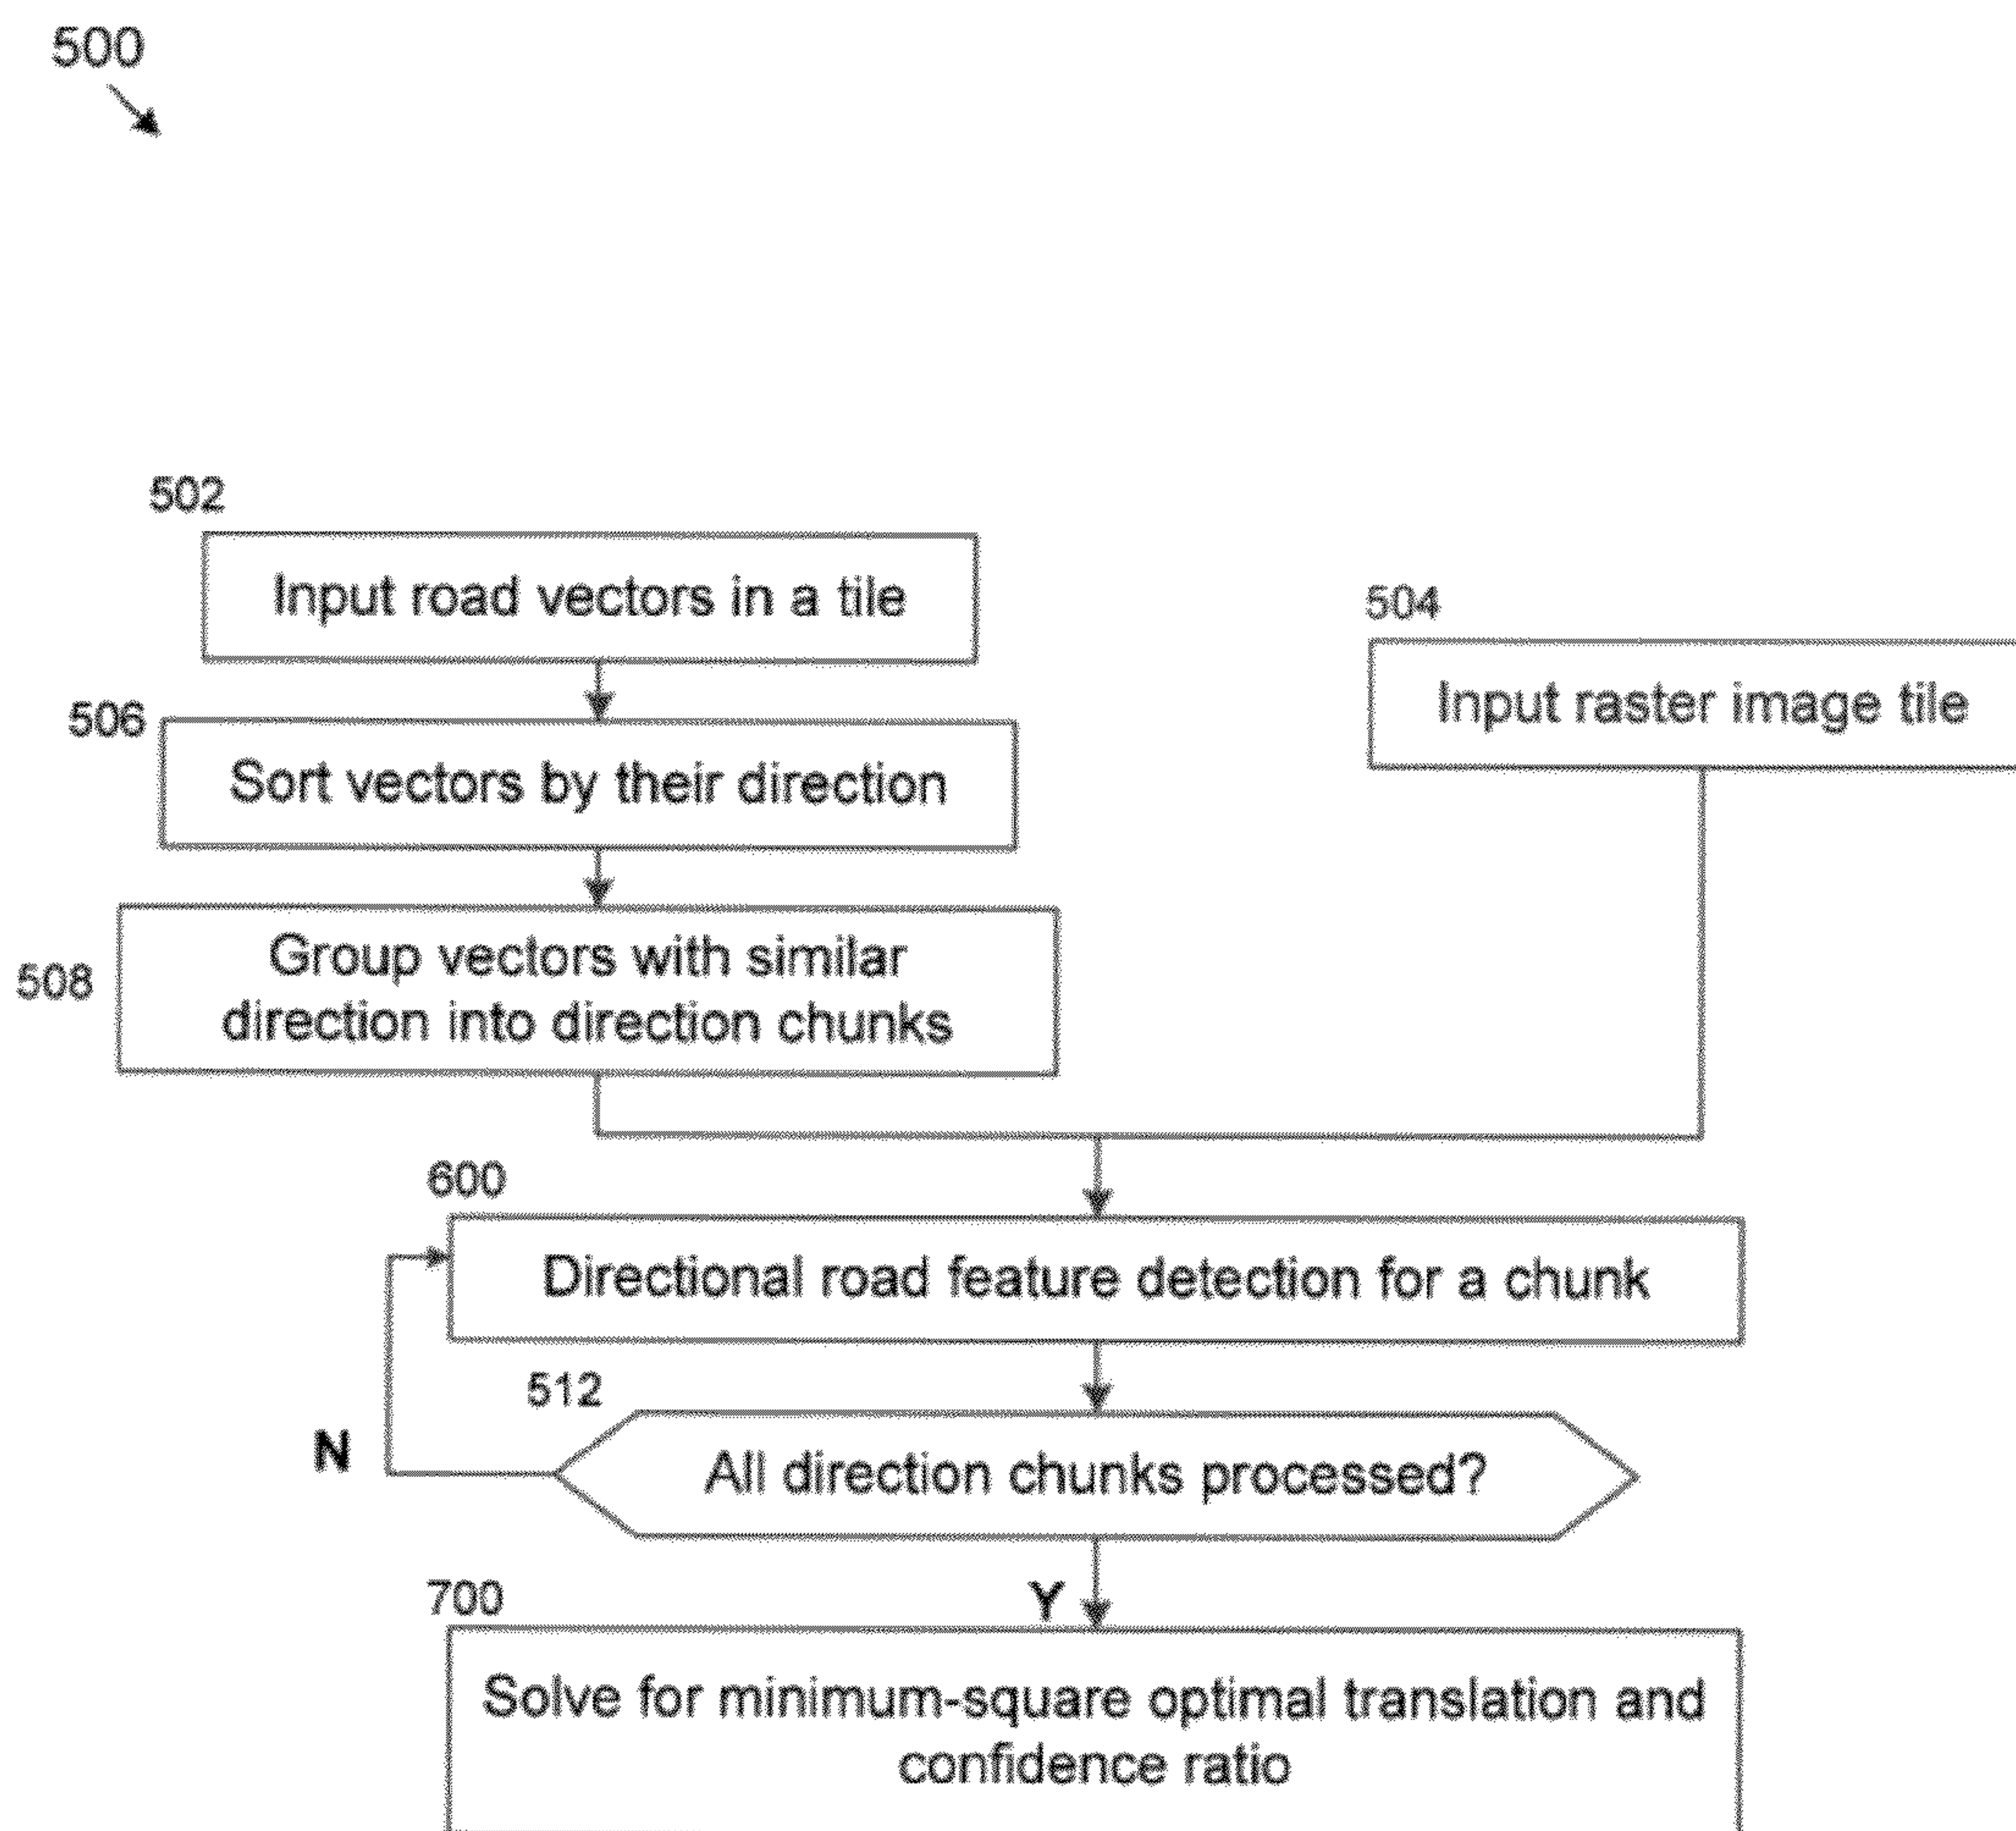 500
502
Input road vectors in a tile
504
Input raster image tile
506
Sort vectors by their direction
508
Group vectors with similar
direction into direction chunks
600
Directional road feature detection for a chunk
512
N
All direction chunks processed?
Y
700
Solve for minimum-square optimal translation and
confidence ratio